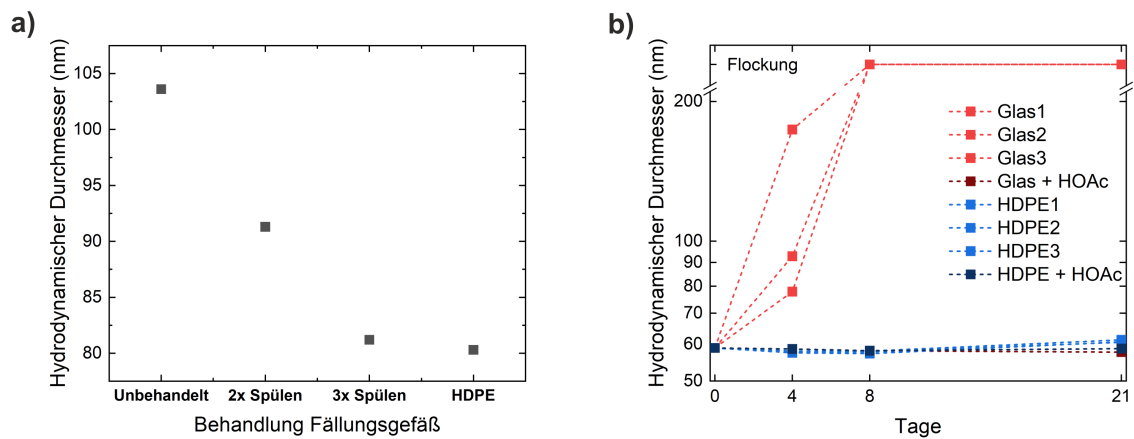 a)
Hydrodynamischer Durchmesser (nm)
105
100
95
90
85
80
Unbehandelt 2x Spülen 3x Spülen HDPE
Behandlung Fällungsgefäß
b)
Hydrodynamischer Durchmesser (nm)
Flockung
200
100
90
80
70
60
50
Glas1
Glas2
Glas3
Glas + HOAc
HDPE1
HDPE2
HDPE3
HDPE + HOAc
0 4 8 21
Tage